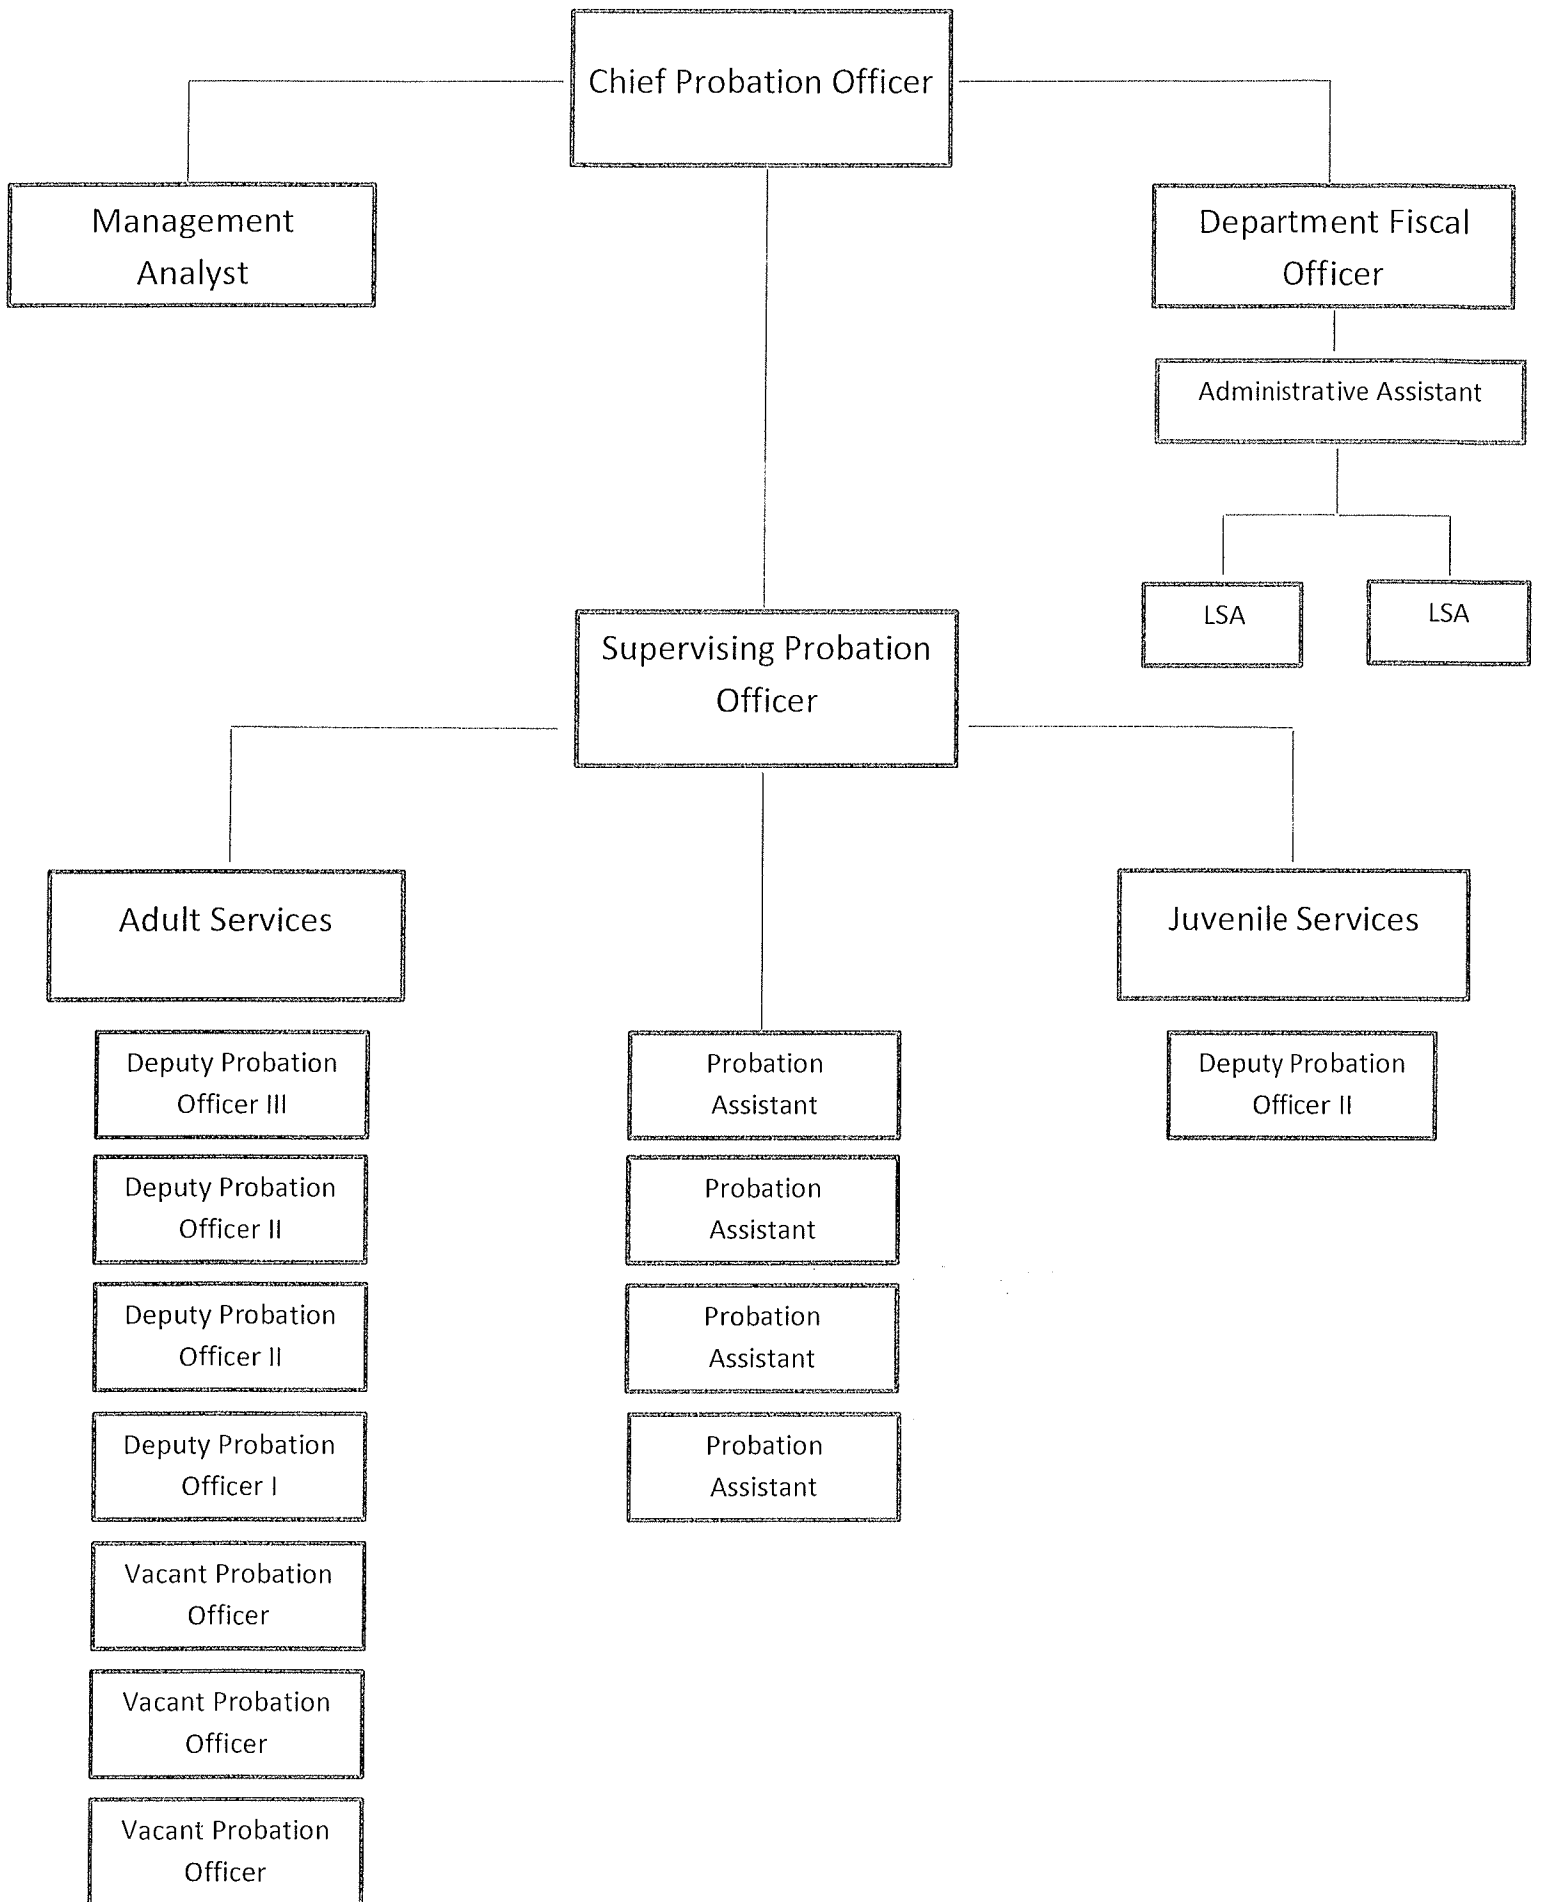 Chief Probation Officer
Management
Analyst
Department Fiscal
Officer
Administrative Assistant
LSA
LSA
Supervising Probation
Officer
Adult Services
Juvenile Services
Deputy Probation
Officer III
Deputy Probation
Officer II
Deputy Probation
Officer II
Deputy Probation
Officer I
Vacant Probation
Officer
Vacant Probation
Officer
Vacant Probation
Officer
Probation
Assistant
Probation
Assistant
Probation
Assistant
Probation
Assistant
Deputy Probation
Officer II